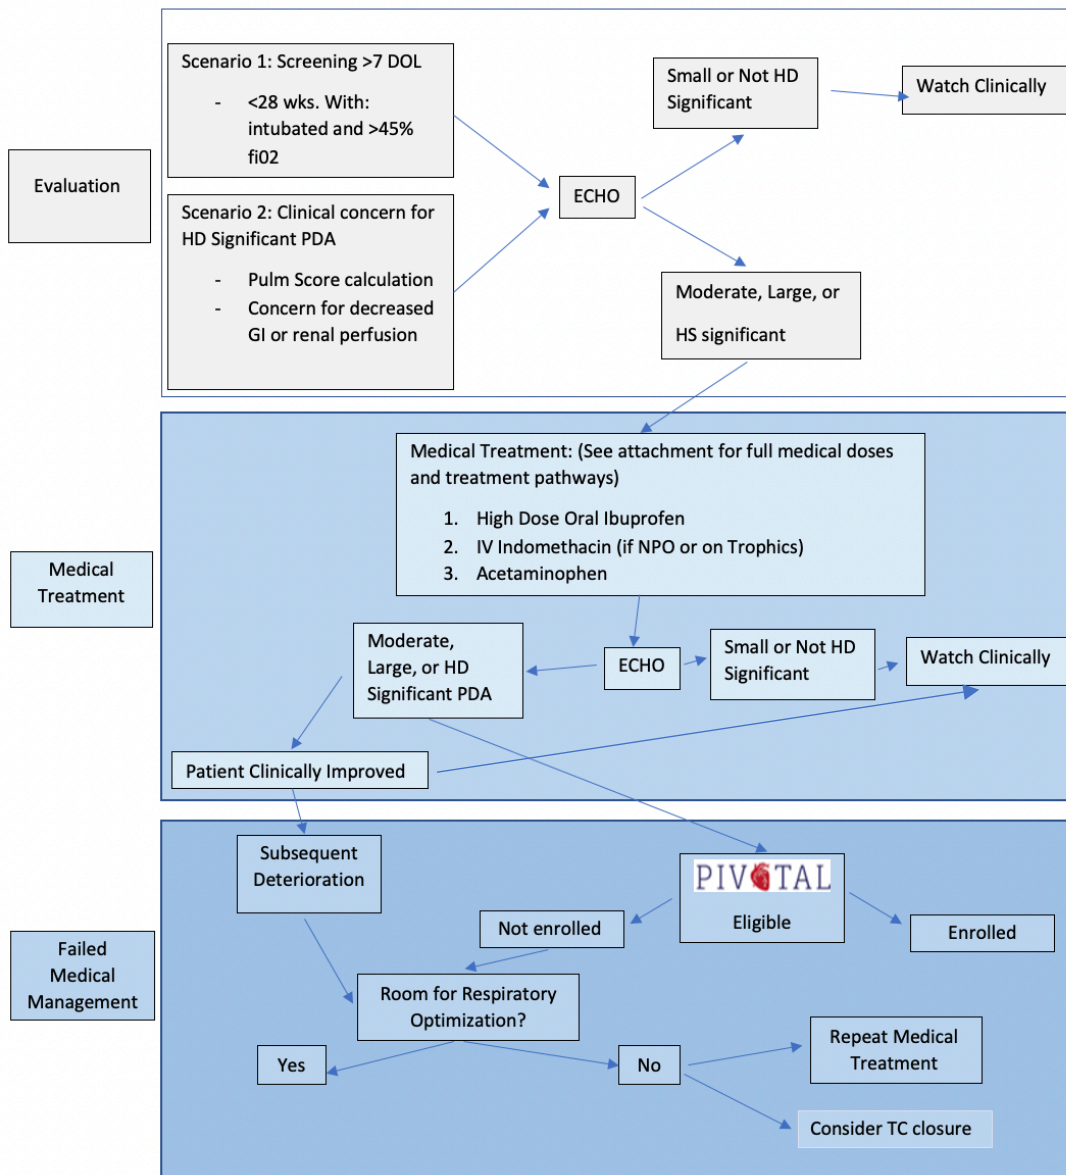 Evaluation
Scenario 1: Screening >7 DOL
- <28 wks. With:
intubated and >45%
fi02
Scenario 2: Clinical concern for
HD Significant PDA
- Pulm Score calculation
- Concern for decreased
GI or renal perfusion
ECHO
Small or Not HD
Significant
Watch Clinically
Moderate, Large, or
HS significant
Medical
Treatment
Medical Treatment: (See attachment for full medical doses
and treatment pathways)
1. High Dose Oral Ibuprofen
2. IV Indomethacin (if NPO or on Trophics)
3. Acetaminophen
Moderate,
Large, or HD
Significant PDA
ECHO
Small or Not HD
Significant
Watch Clinically
Patient Clinically Improved
Failed
Medical
Management
Subsequent
Deterioration
PIVOTAL
Eligible
Not enrolled
Enrolled
Room for Respiratory
Optimization?
Yes
No
Repeat Medical
Treatment
Consider TC closure